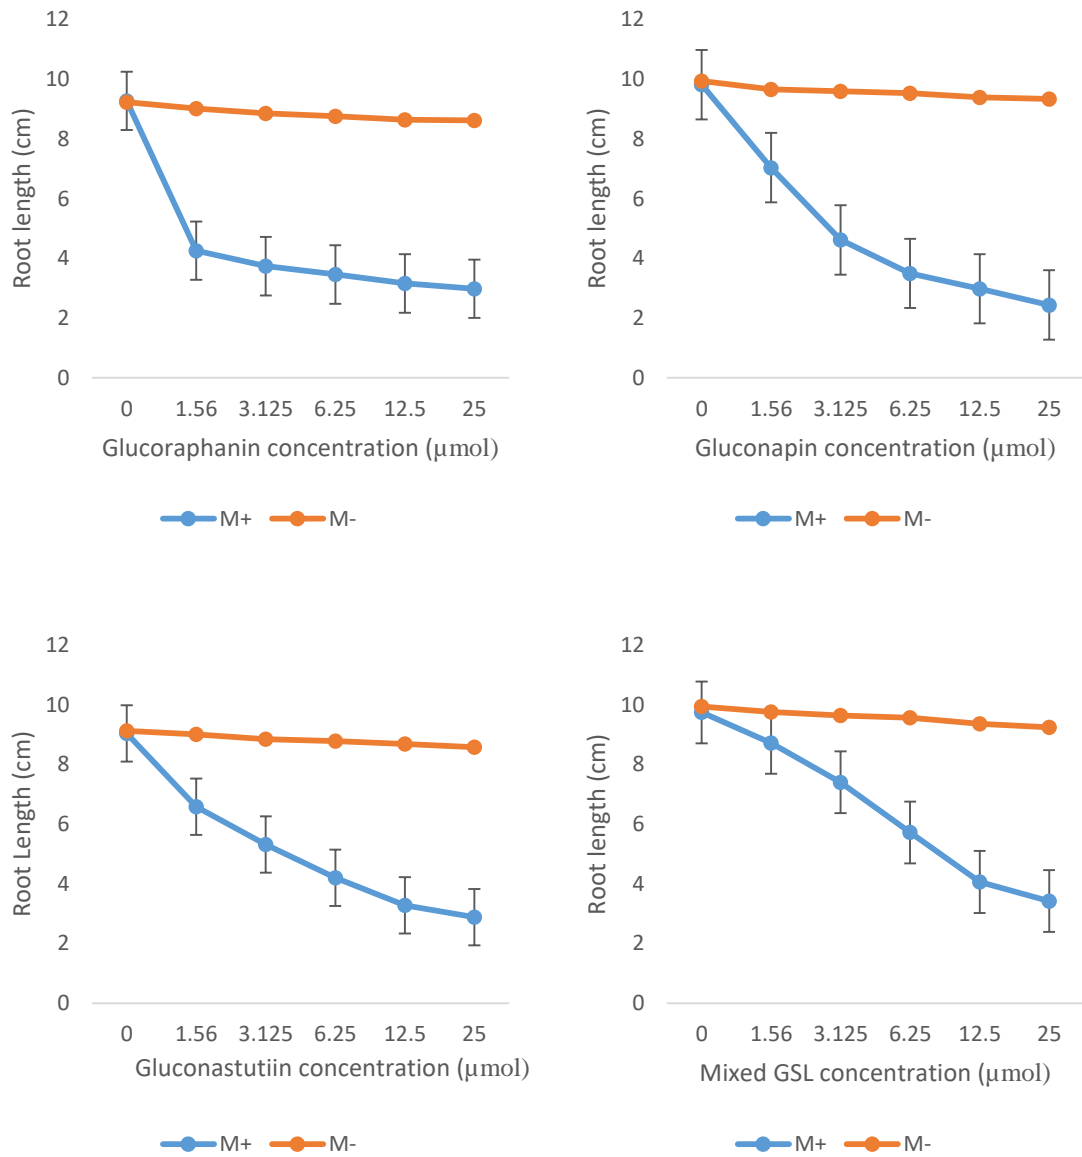 12
10
8
6
4
2
0
Root length (cm)
0 1.56 3.125 6.25 12.5 25
Glucoraphanin concentration (µmol)
M+ M-
12
10
8
6
4
2
0
Root length (cm)
0 1.56 3.125 6.25 12.5 25
Gluconapin concentration (µmol)
M+ M-
12
10
8
6
4
2
0
Root Length (cm)
0 1.56 3.125 6.25 12.5 25
Gluconastutiin concentration (µmol)
M+ M-
12
10
8
6
4
2
0
Root length (cm)
0 1.56 3.125 6.25 12.5 25
Mixed GSL concentration (µmol)
M+ M-